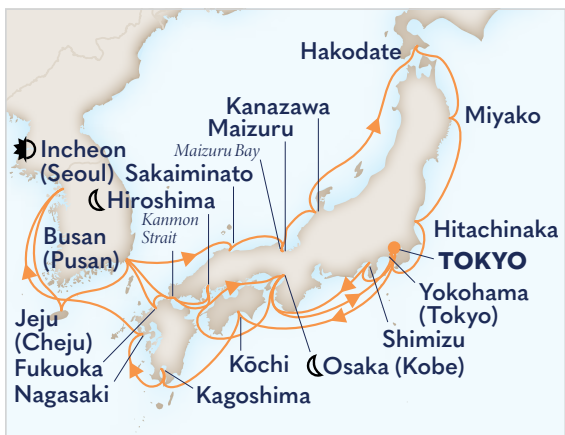 Hakodate
Kanazawa
Maizuru
Miyako
Maizuru Bay
Incheon
(Seoul)
Sakaiminato
Hiroshima
Kanmon
Strait
Busan
(Pusan)
Hitachinaka
TOKYO
Yokohama
(Tokyo)
Jeju
(Cheju)
Shimizu
Fukuoka
Kōchi
Osaka (Kobe)
Nagasaki
Kagoshima